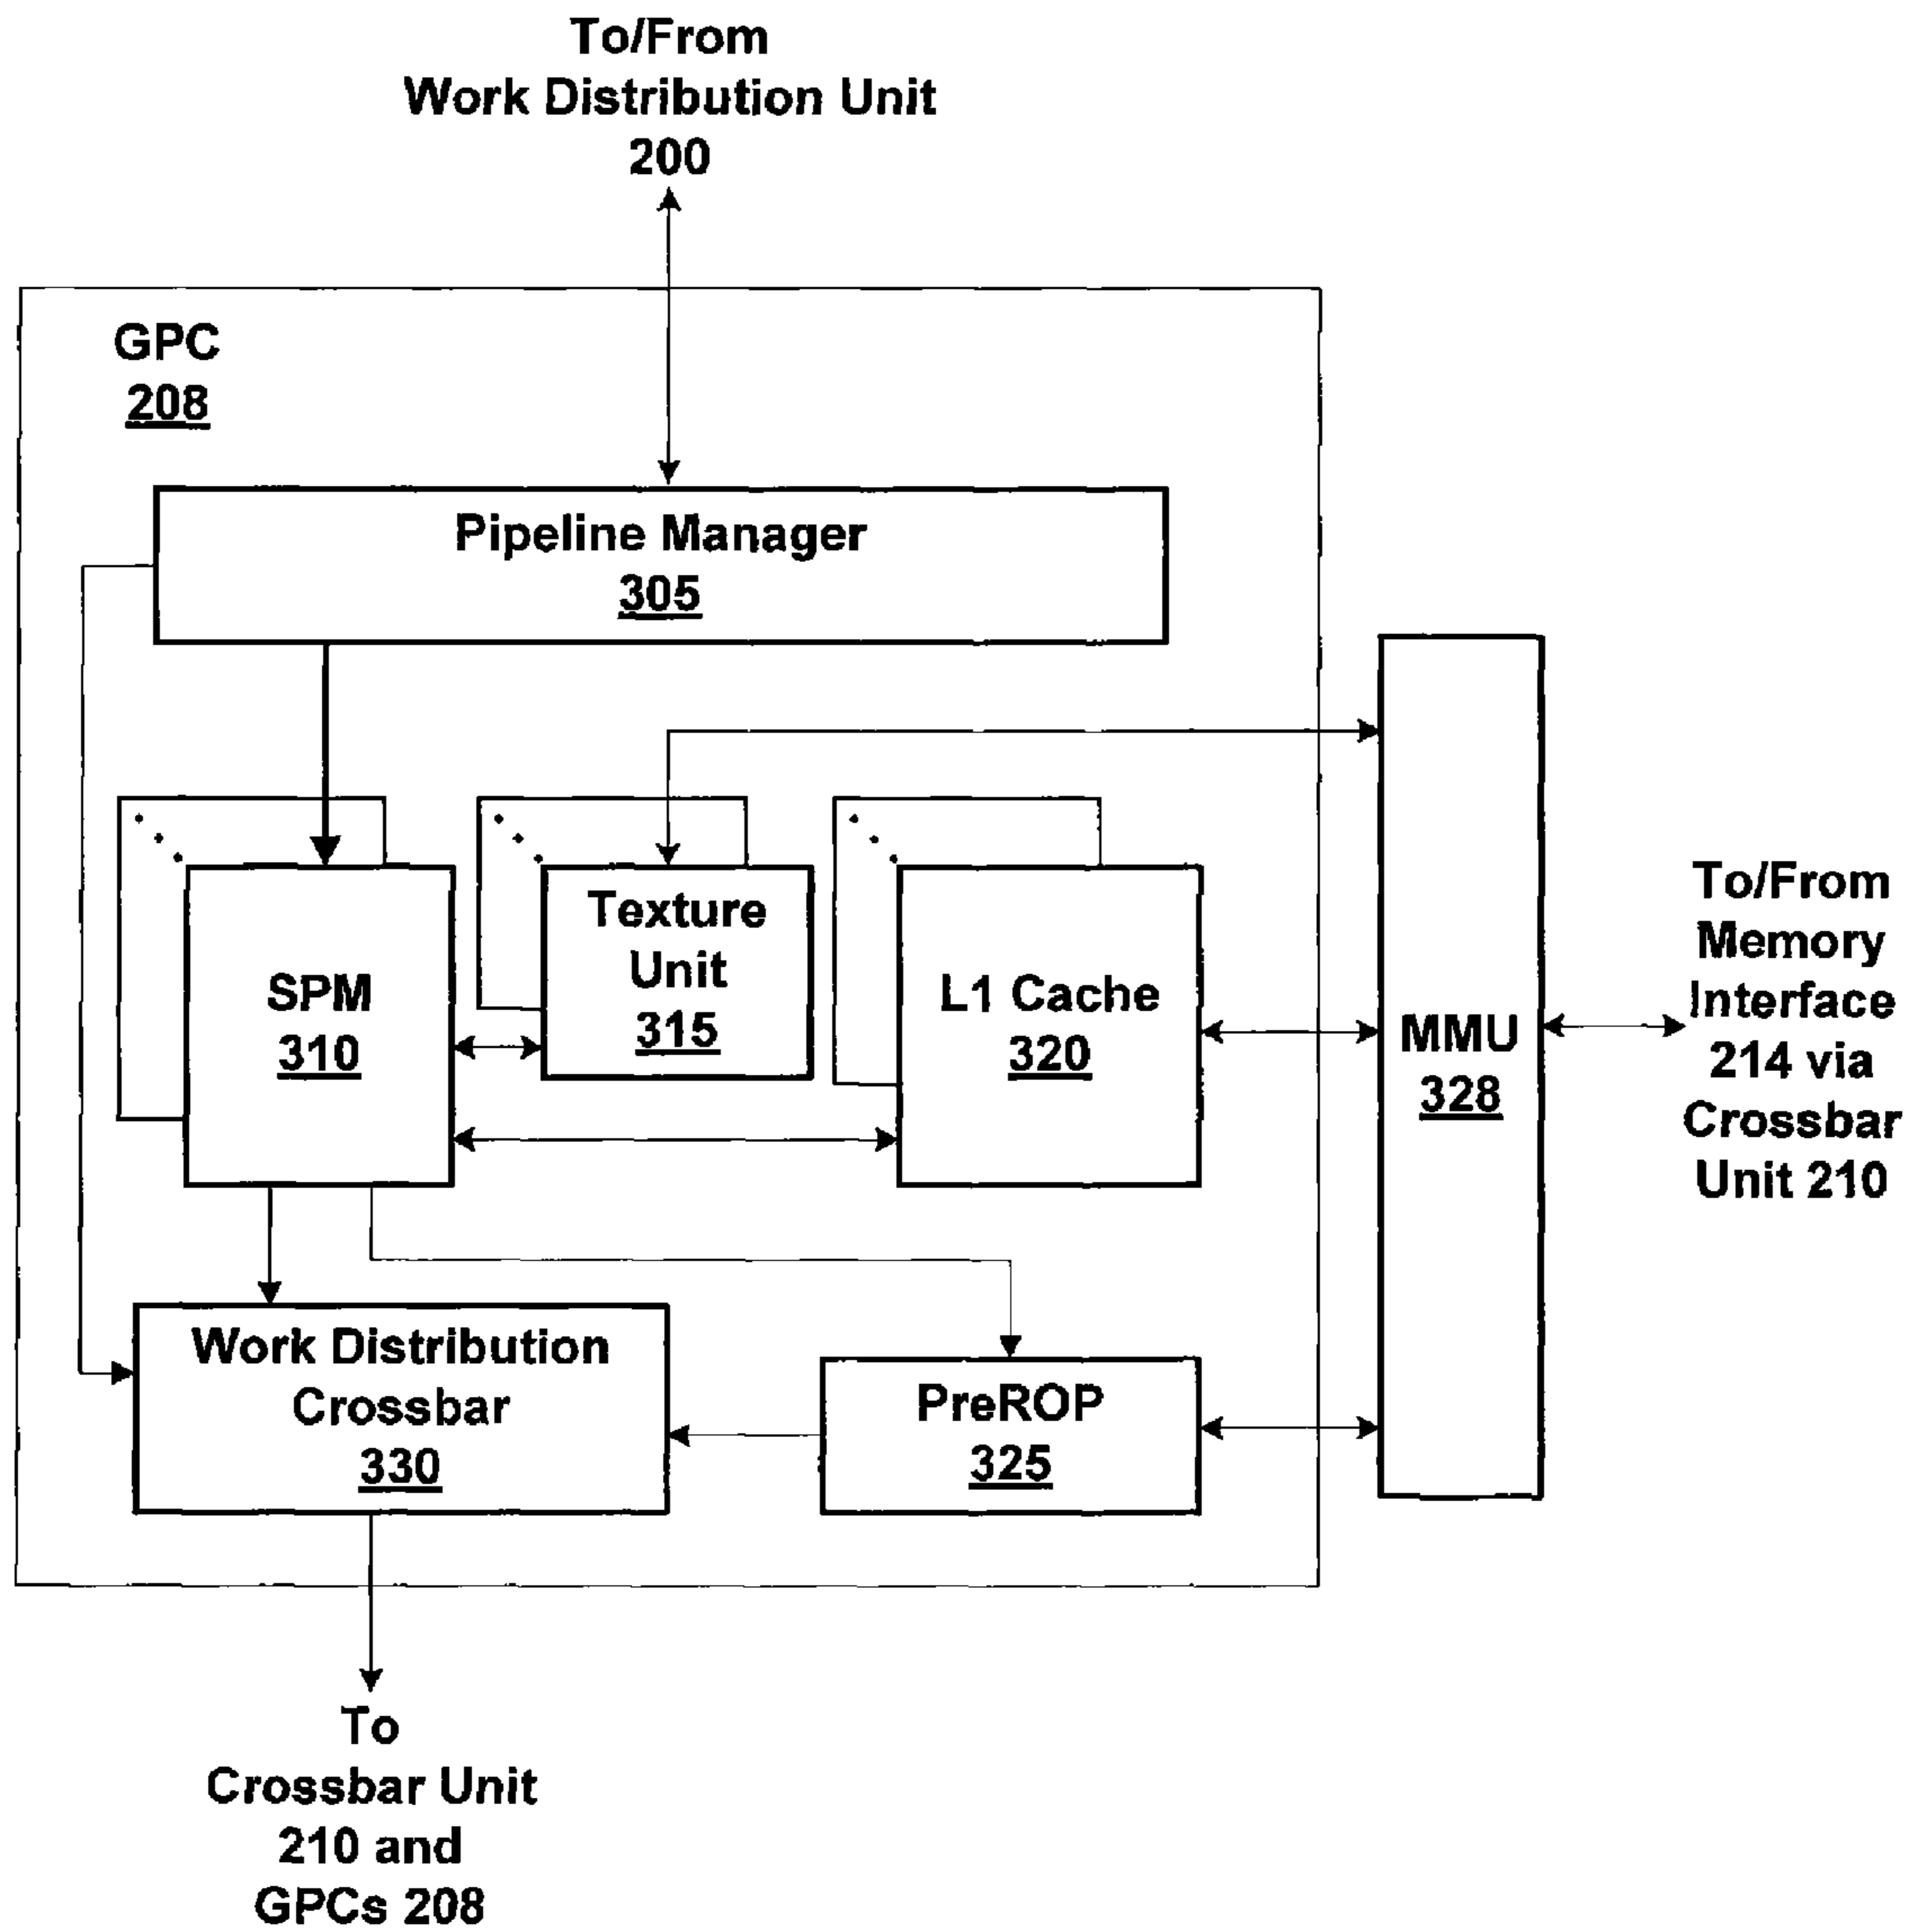 To/From
Work Distribution Unit
200
GPC
208
Pipeline Manager
305
SPM
310
Texture
Unit
315
L1 Cache
320
MMU
328
To/From
Memory
Interface
214 via
Crossbar
Unit 210
Work Distribution
Crossbar
330
PreROP
325
To
Crossbar Unit
210 and
GPCs 208